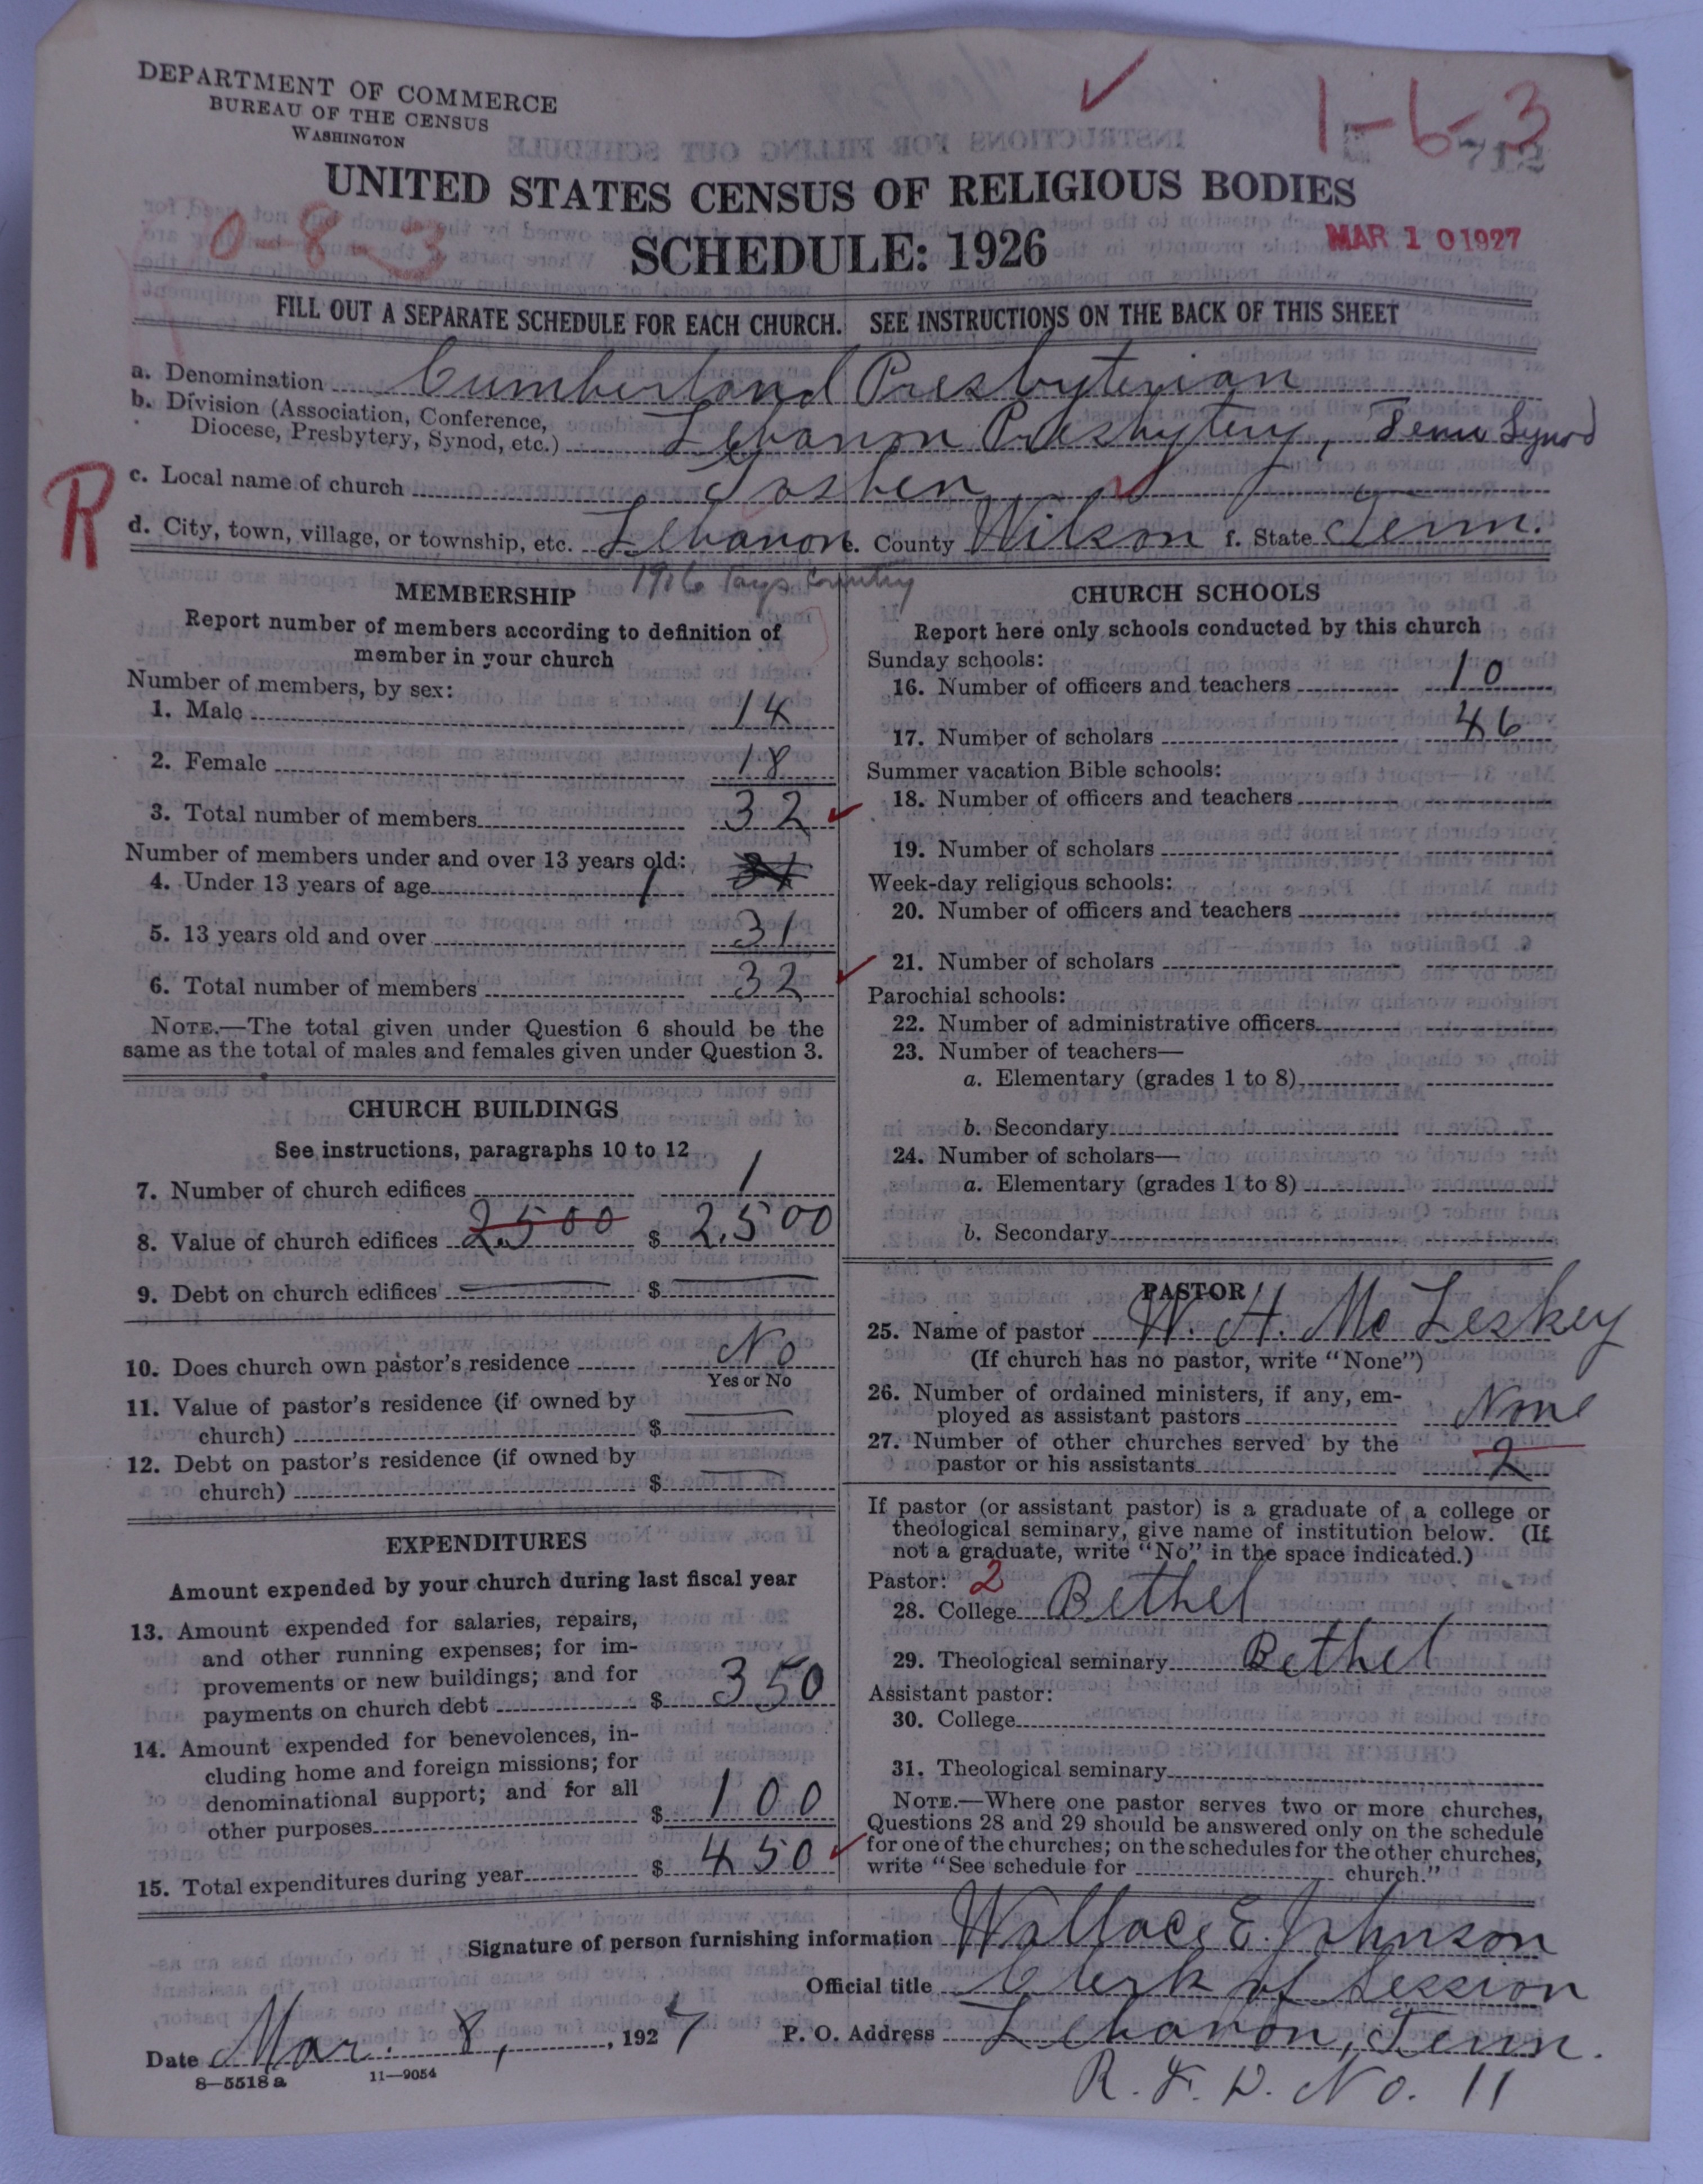 DEPARTMENT OF COMMERCE
BUREAU OF THE CENSUS
WASHINGTON
1-6-3
UNITED STATES CENSUS OF RELIGIOUS BODIES
0-8-3
SCHEDULE: 1926
MAR 10 1927
FILL OUT A SEPARATE SCHEDULE FOR EACH CHURCH. SEE INSTRUCTIONS ON THE BACK OF THIS SHEET
a. Denomination Cumberland Presbyterian
b. Division (Association, Conference, Diocese, Presbytery, Synod, etc.) Lebanon Presbytery, Tenn Synod
R
c. Local name of church Goshen
d. City, town, village, or township, etc. Lebanon e. County Wilson f. State Tenn.
1916 says Country
MEMBERSHIP
Report number of members according to definition of
member in your church
Number of members, by sex:
1. Male 14
2. Female 18
3. Total number of members 32
Number of members under and over 13 years old:
4. Under 13 years of age 1
5. 13 years old and over 31
6. Total number of members 32
NOTE.—The total given under Question 6 should be the
same as the total of males and females given under Question 3.
CHURCH BUILDINGS
See instructions, paragraphs 10 to 12
7. Number of church edifices 1
8. Value of church edifices 2500 $ 2,500
9. Debt on church edifices $
10. Does church own pastor's residence No
Yes or No
11. Value of pastor's residence (if owned by
church) $
12. Debt on pastor's residence (if owned by
church) $
EXPENDITURES
Amount expended by your church during last fiscal year
13. Amount expended for salaries, repairs,
and other running expenses; for im-
provements or new buildings; and for
payments on church debt $ 350
14. Amount expended for benevolences, in-
cluding home and foreign missions; for
denominational support; and for all
other purposes $ 100
15. Total expenditures during year $ 450
CHURCH SCHOOLS
Report here only schools conducted by this church
Sunday schools:
16. Number of officers and teachers 10
17. Number of scholars 46
Summer vacation Bible schools:
18. Number of officers and teachers
19. Number of scholars
Week-day religious schools:
20. Number of officers and teachers
21. Number of scholars
Parochial schools:
22. Number of administrative officers
23. Number of teachers—
a. Elementary (grades 1 to 8)
b. Secondary
24. Number of scholars—
a. Elementary (grades 1 to 8)
b. Secondary
PASTOR
25. Name of pastor W. H. McLeskey
(If church has no pastor, write "None")
26. Number of ordained ministers, if any, em-
ployed as assistant pastors None
27. Number of other churches served by the
pastor or his assistants 2
If pastor (or assistant pastor) is a graduate of a college or
theological seminary, give name of institution below. (If
not a graduate, write "No" in the space indicated.)
Pastor: 2
28. College Bethel
29. Theological seminary Bethel
Assistant pastor:
30. College
31. Theological seminary
NOTE.—Where one pastor serves two or more churches,
Questions 28 and 29 should be answered only on the schedule
for one of the churches; on the schedules for the other churches,
write "See schedule for church."
Signature of person furnishing information Wallace E. Johnson
Official title Clerk of Session
Date Mar. 8, 1927 P. O. Address Lebanon, Tenn.
8—5518a 11—9054
R. F. D. No. 11